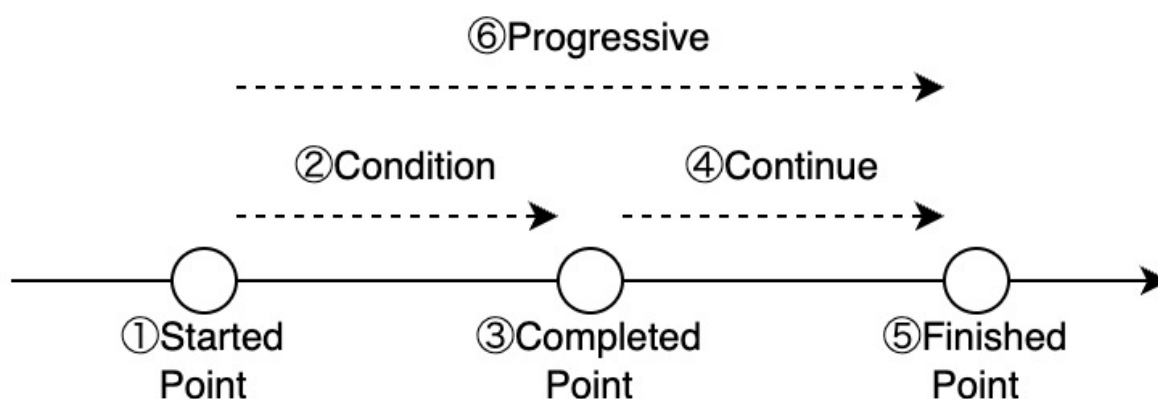 ⑥Progressive
②Condition
④Continue
①Started
Point
③Completed
Point
⑤Finished
Point